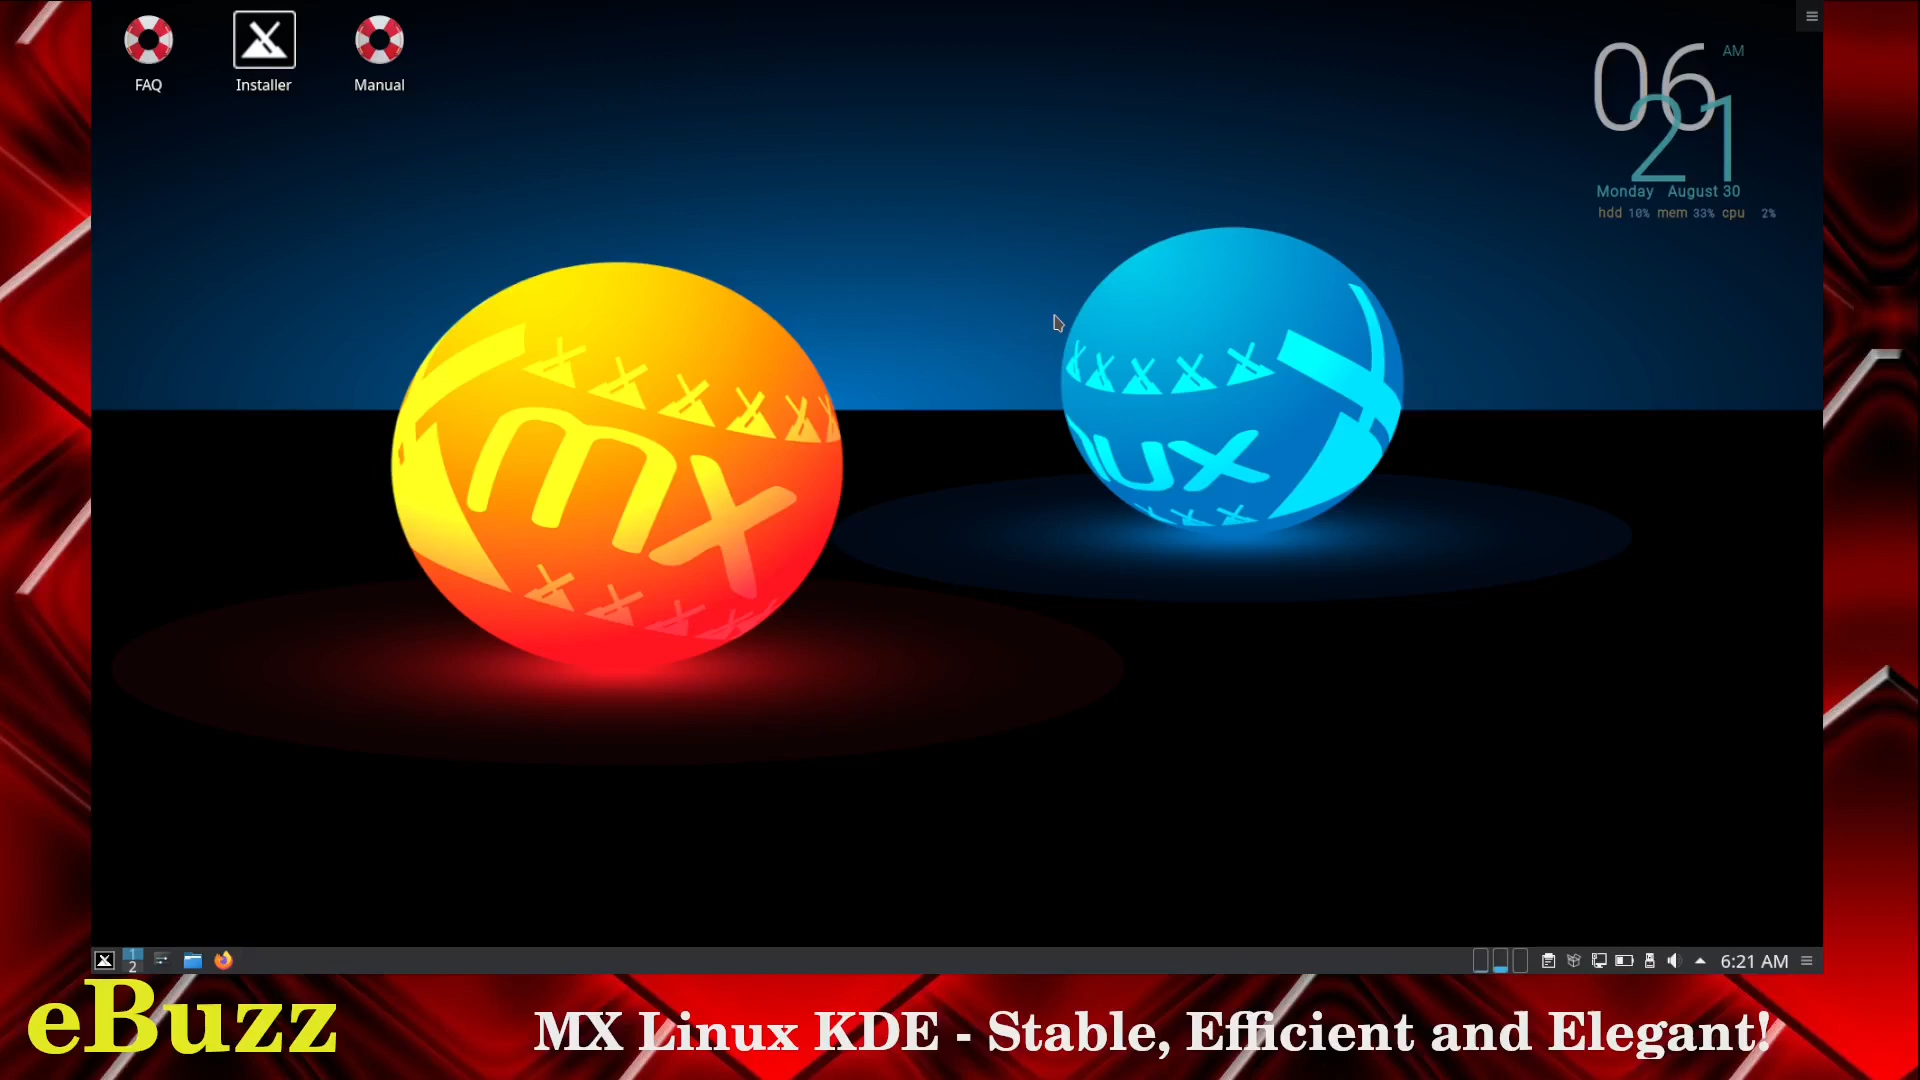 FAQ
Installer
Manual
06 AM
21
Monday August 30
hdd 10% mem 33% cpu 2%
mx
ux
1
2
6:21 AM
eBuzz
MX Linux KDE - Stable, Efficient and Elegant!